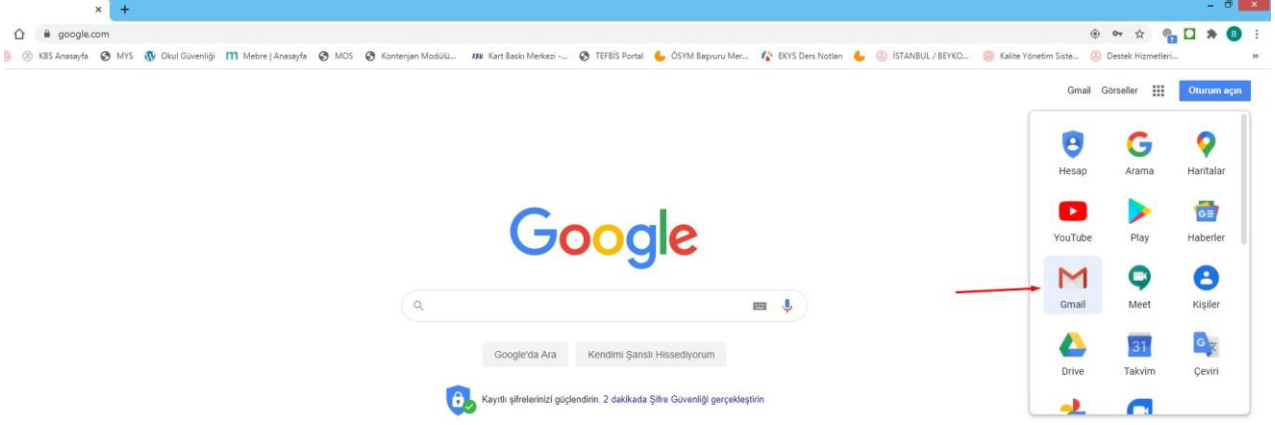 google.com
KBS Anasayfa MYS Okul Güvenliği Mebre | Anasayfa MOS Kontenjan Modülü... Kart Baskı Merkezi -... TEFBİS Portal ÖSYM Başvuru Mer... EKYS Ders Notları İSTANBUL / BEYKO... Kalite Yönetim Siste... Destek Hizmetleri... »
Gmail Görseller Oturum açın
Hesap Arama Haritalar
YouTube Play Haberler
Google
Gmail Meet Kişiler
31
Drive Takvim Çeviri
Google'da Ara Kendimi Şanslı Hissediyorum
Kayıtlı şifrelerinizi güçlendirin. 2 dakikada Şifre Güvenliği gerçekleştirin